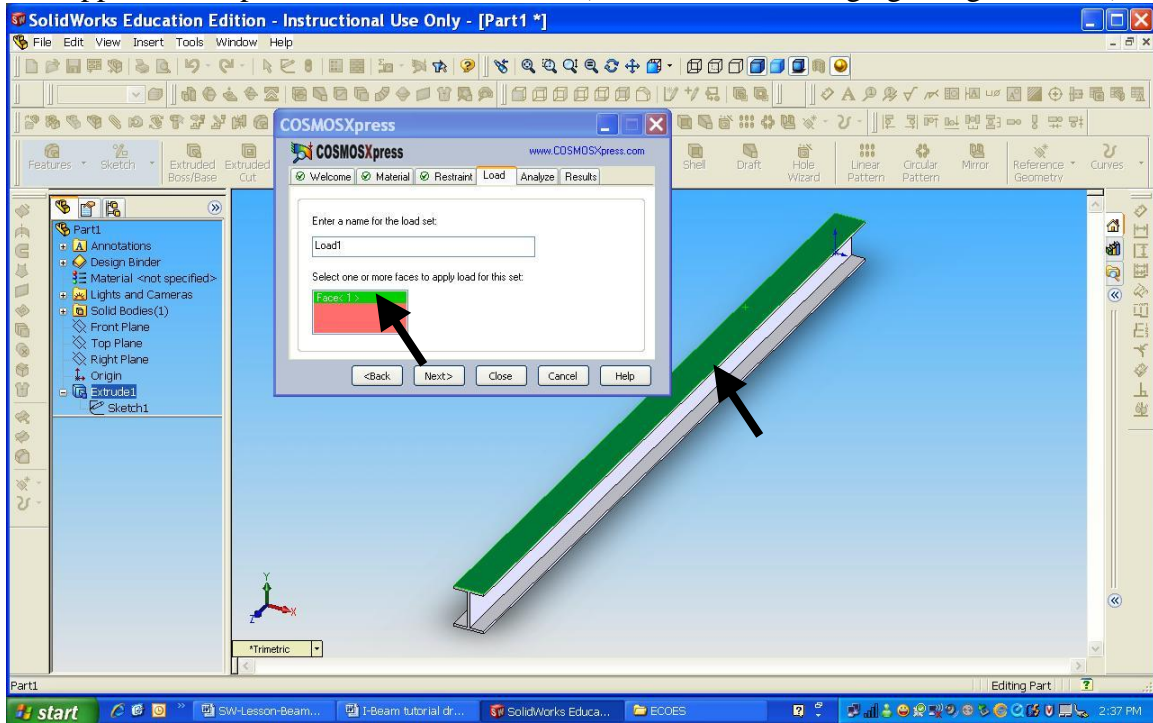 SolidWorks Education Edition - Instructional Use Only - [Part1 *]
File Edit View Insert Tools Window Help
Features Sketch Extruded Boss/Base Extruded Cut Shell Draft Hole Wizard Linear Pattern Circular Pattern Mirror Reference Geometry Curves
COSMOSXpress
COSMOSXpress www.COSMOSXpress.com
Welcome Material Restraint Load Analyze Results
Enter a name for the load set:
Load1
Select one or more faces to apply load for this set:
Face< 1 >
<Back Next> Close Cancel Help
Part1
Annotations
Design Binder
Material <not specified>
Lights and Cameras
Solid Bodies(1)
Front Plane
Top Plane
Right Plane
Origin
Extrude1
Sketch1
Y
Z X
*Trimetric
Part1 Editing Part
start SW-Lesson-Beam... I-Beam tutorial dr... SolidWorks Educa... ECOES 2:37 PM